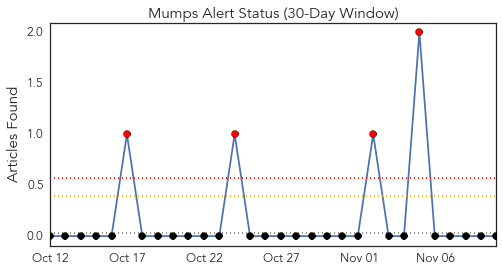 Mumps Alert Status (30-Day Window)
Articles Found
2.0
1.5
1.0
0.5
0.0
Oct 12 Oct 17 Oct 22 Oct 27 Nov 01 Nov 06